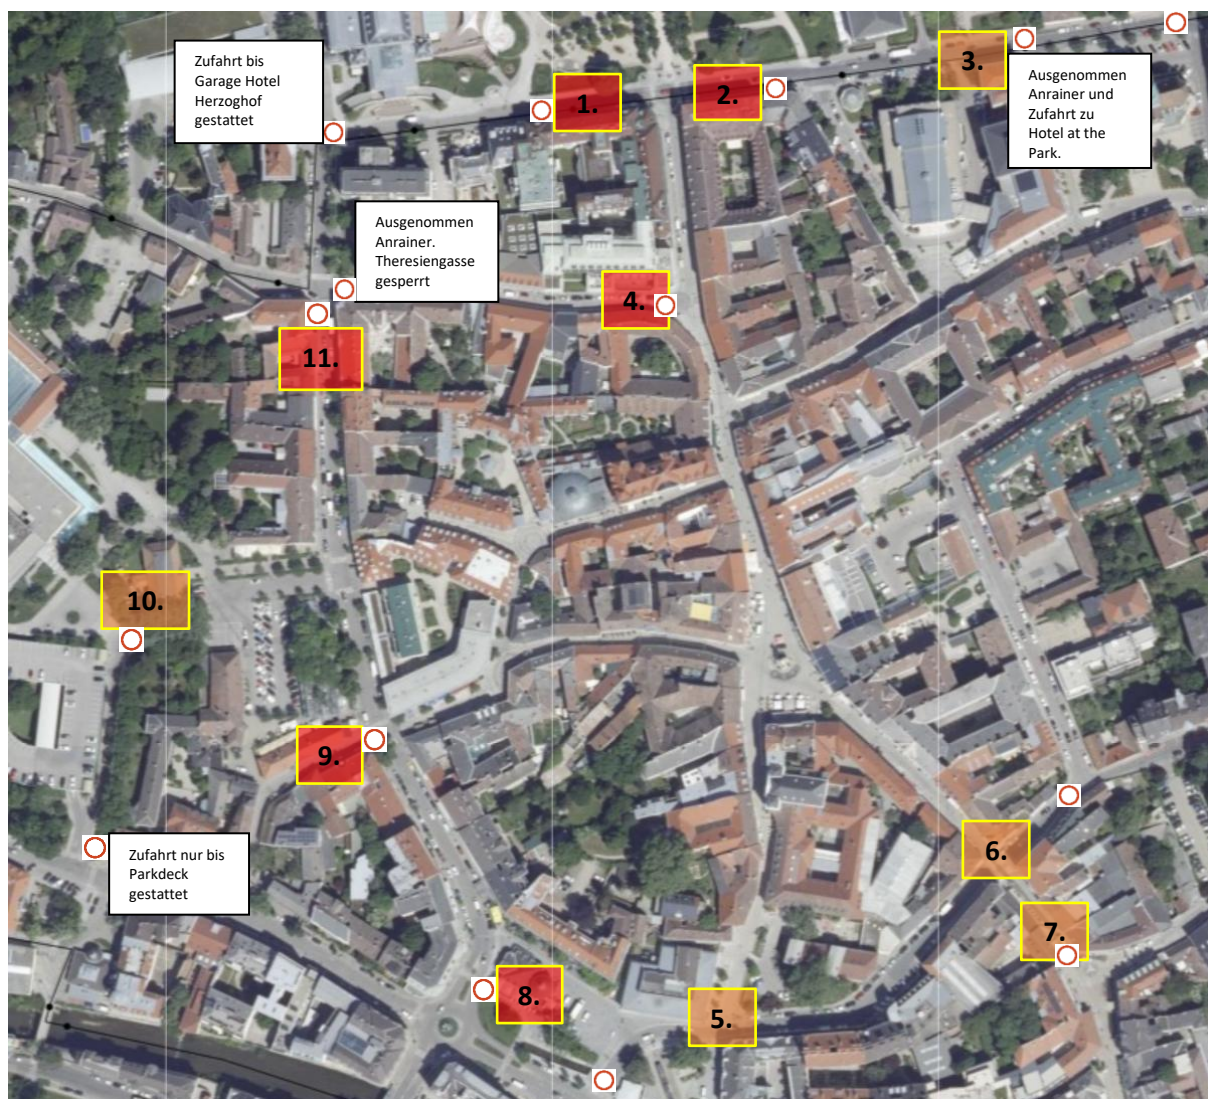 Zufahrt bis
Garage Hotel
Herzoghof
gestattet
1.
2.
3.
Ausgenommen
Anrainer und
Zufahrt zu
Hotel at the
Park.
Ausgenommen
Anrainer.
Theresiengasse
gesperrt
4.
11.
10.
9.
Zufahrt nur bis
Parkdeck
gestattet
6.
7.
8.
5.